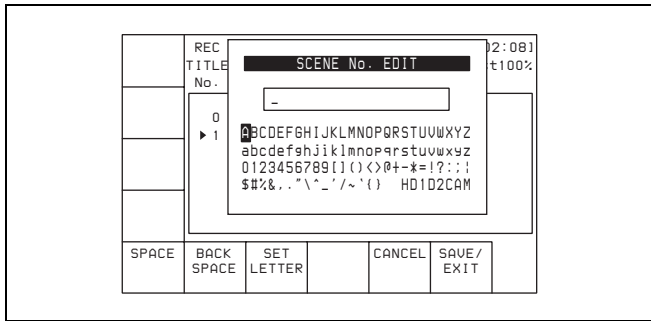 REC 02:08]
SCENE No. EDIT
TITLE t100%
No.
_
0
▶ 1
ABCDEFGHIJKLMNOPQRSTUVWXYZ
abcdefghjiklmnopqrstuvwxyz
0123456789[]()<>@+-*=!?:;¦
$#%&,."\^_'/~`{} HD1D2CAM
SPACE BACK SPACE SET LETTER CANCEL SAVE/ EXIT